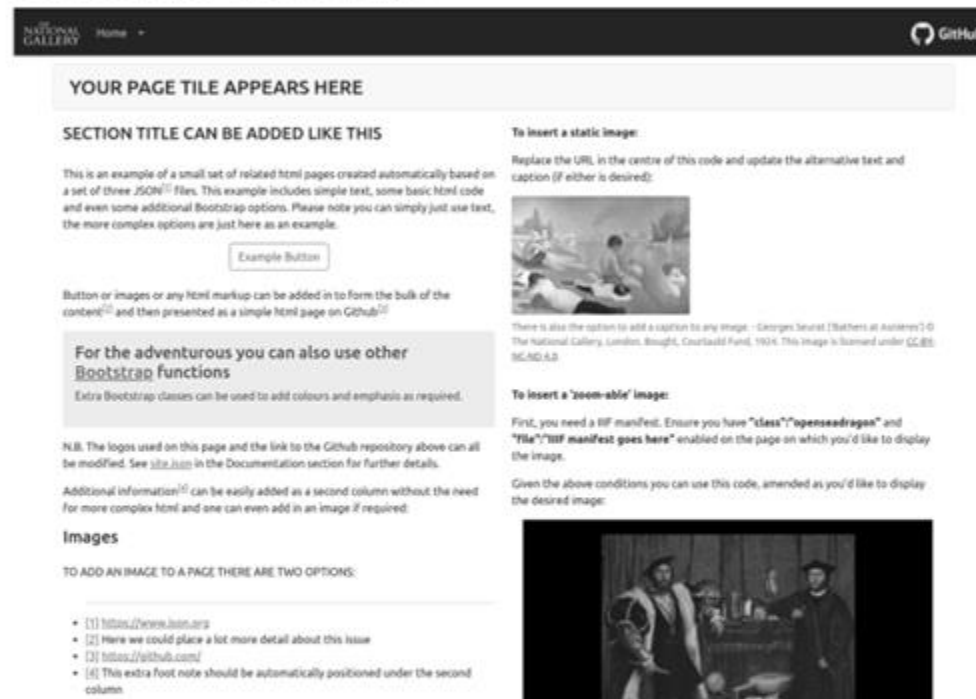 THE
NATIONAL
GALLERY
Home
GitHub
YOUR PAGE TILE APPEARS HERE
SECTION TITLE CAN BE ADDED LIKE THIS
This is an example of a small set of related html pages created automatically based on
a set of three JSON[1] files. This example includes simple text, some basic html code
and even some additional Bootstrap options. Please note you can simply just use text,
the more complex options are just here as an example.
Example Button
Button or images or any html markup can be added in to form the bulk of the
content[2] and then presented as a simple html page on Github[3]
For the adventurous you can also use other
Bootstrap functions
Extra Bootstrap classes can be used to add colours and emphasis as required.
N.B. The logos used on this page and the link to the Github repository above can all
be modified. See site.json in the Documentation section for further details.
Additional information[4] can be easily added as a second column without the need
for more complex html and one can even add in an image if required:
Images
TO ADD AN IMAGE TO A PAGE THERE ARE TWO OPTIONS:
[1] https://www.json.org
[2] Here we could place a lot more detail about this issue
[3] https://github.com/
[4] This extra foot note should be automatically positioned under the second
column
To insert a static image:
Replace the URL in the centre of this code and update the alternative text and
caption (if either is desired):
There is also the option to add a caption to any image. - Georges Seurat ('Bathers at Asnières') ©
The National Gallery, London. Bought, Courtauld Fund, 1924. This image is licensed under CC-BY-
NC-ND 4.0.
To insert a 'zoom-able' image:
First, you need a IIIF manifest. Ensure you have "class":"openseadragon" and
"file":"IIIF manifest goes here" enabled on the page on which you'd like to display
the image.
Given the above conditions you can use this code, amended as you'd like to display
the desired image: